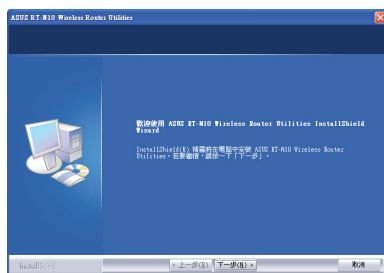 ASUS RT-N10 Wireless Router Utilities
歡迎使用 ASUS RT-N10 Wireless Router Utilities InstallShield
Wizard
InstallShield(R) 精靈將在電腦中安裝 ASUS RT-N10 Wireless Router
Utilities。若要繼續，請按一下「下一步」。
InstallShield
< 上一步(B) 下一步(N) > 取消